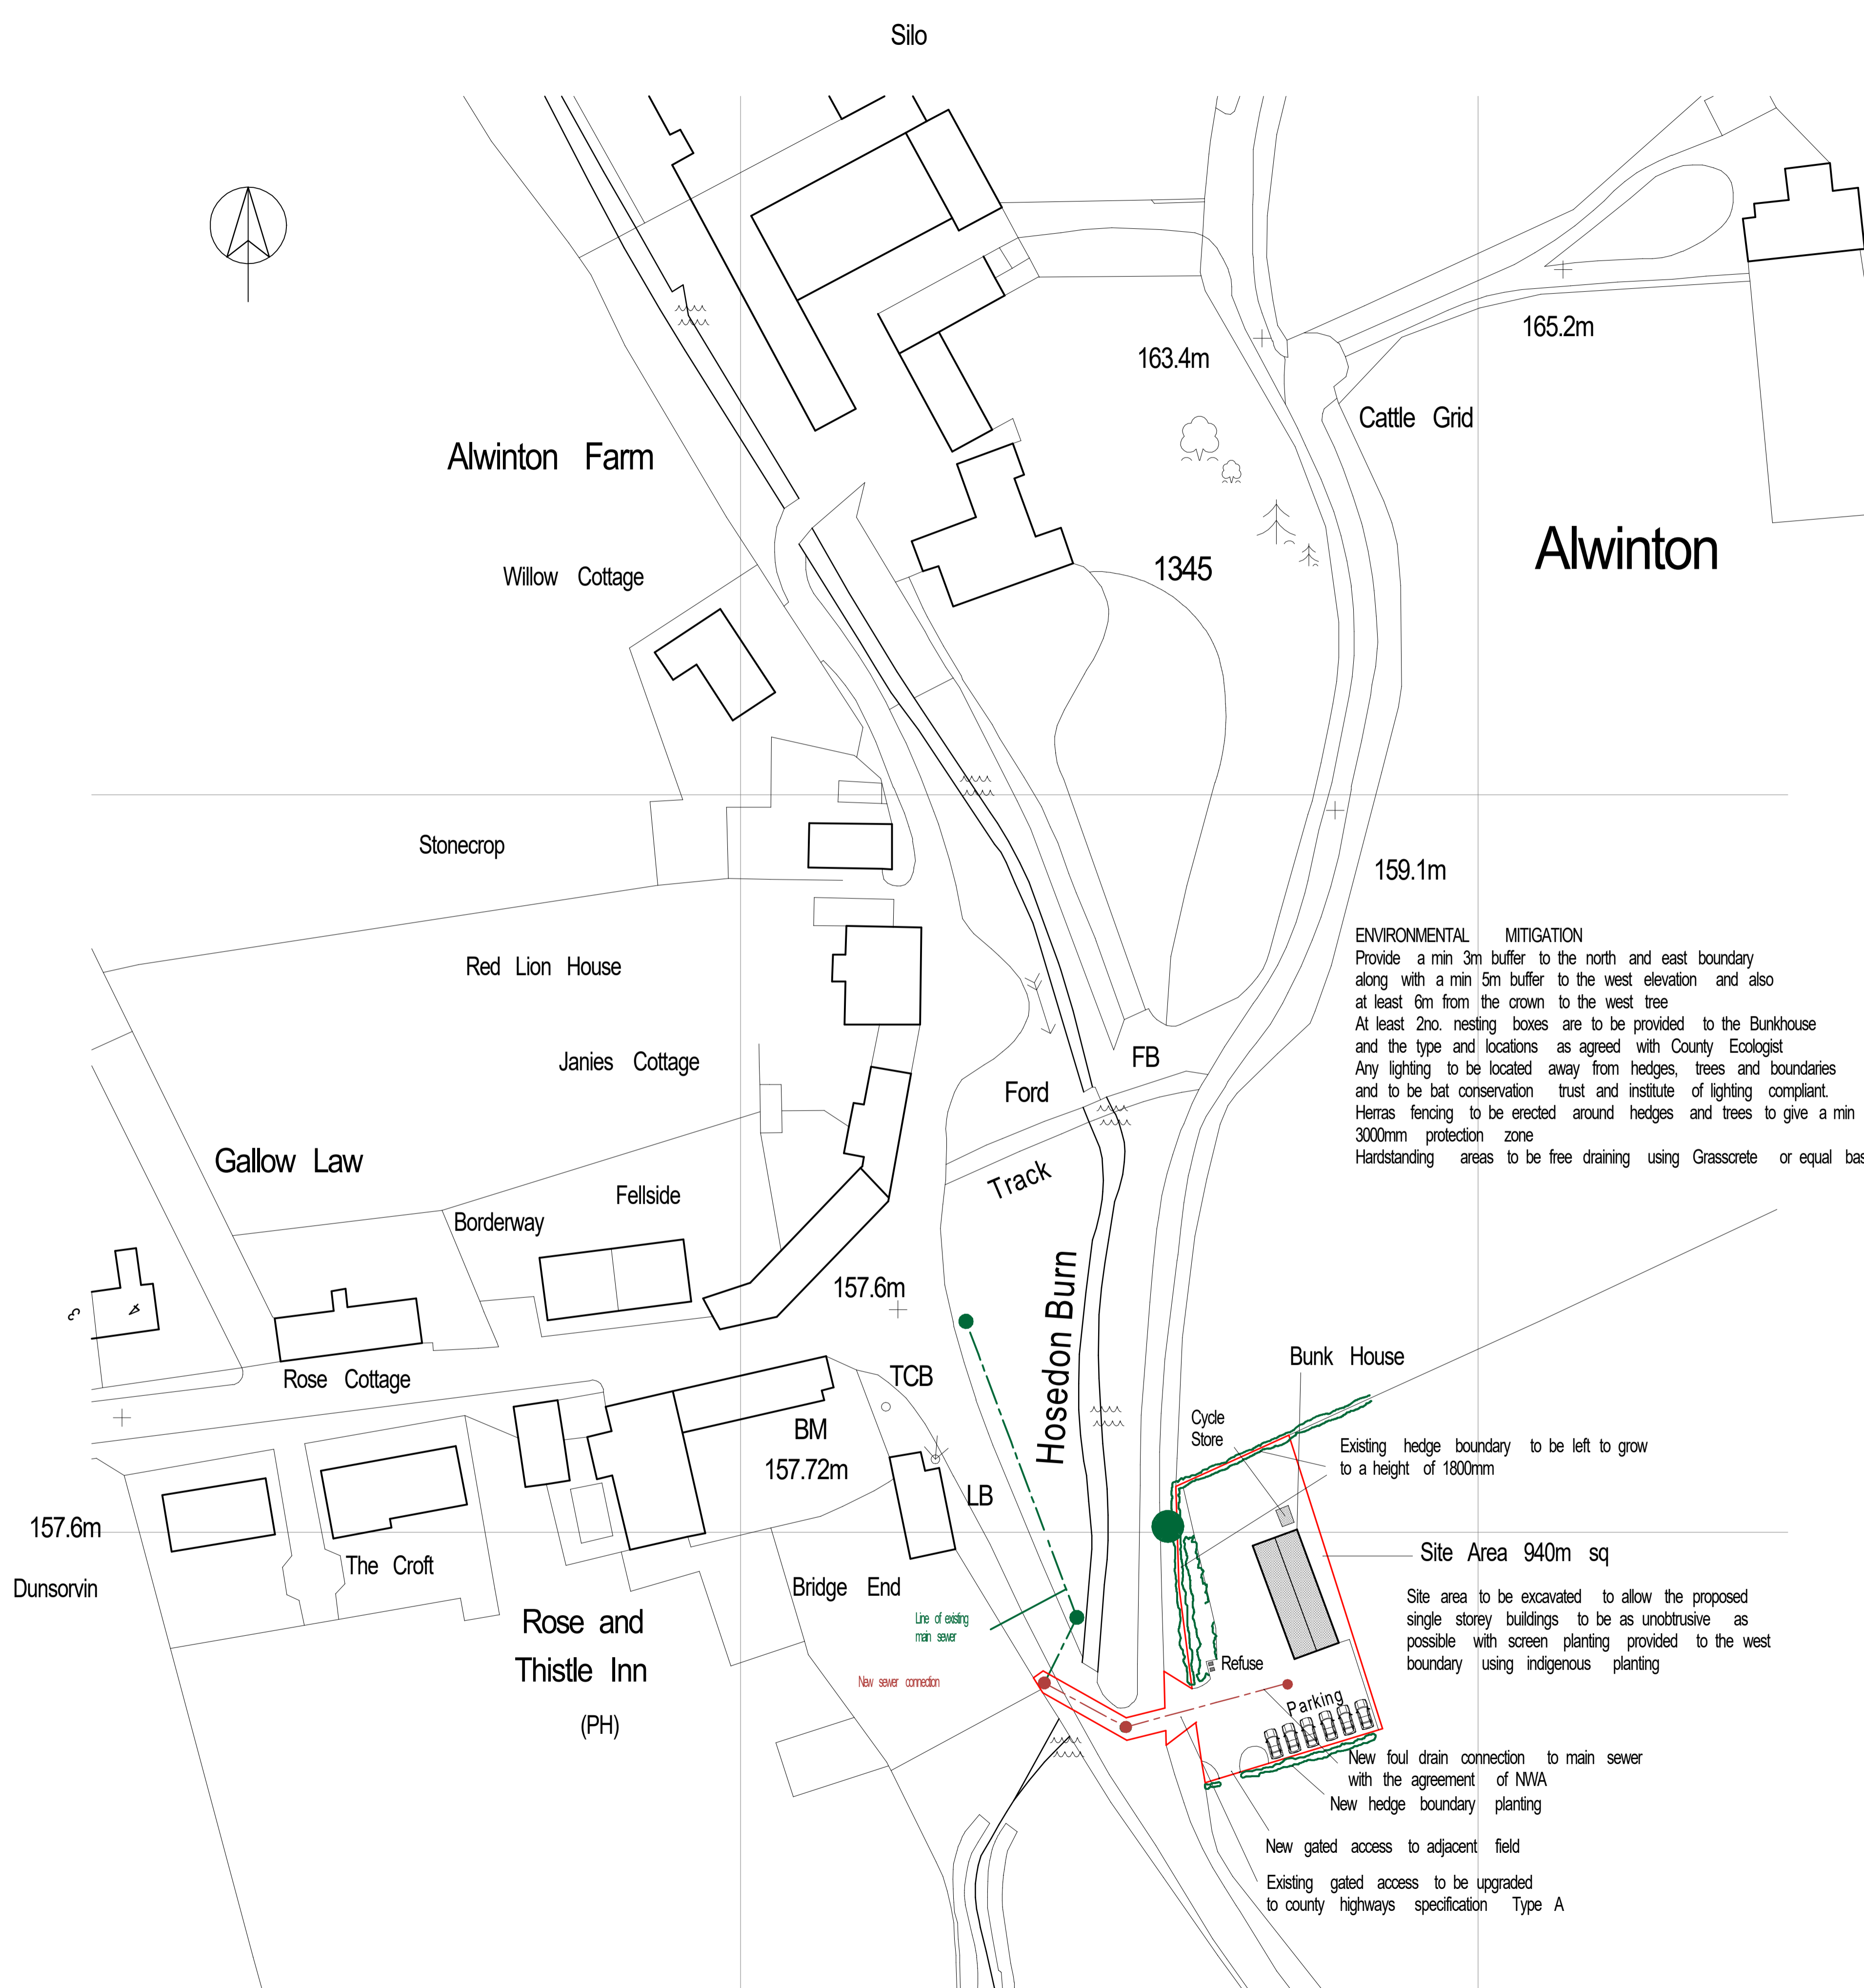 Silo
165.2m
163.4m
Cattle Grid
Alwinton Farm
Alwinton
1345
Willow Cottage
Stonecrop
159.1m
Red Lion House
ENVIRONMENTAL MITIGATION
Provide a min 3m buffer to the north and east boundary
along with a min 5m buffer to the west elevation and also
at least 6m from the crown to the west tree
At least 2no. nesting boxes are to be provided to the Bunkhouse
and the type and locations as agreed with County Ecologist
Any lighting to be located away from hedges, trees and boundaries
and to be bat conservation trust and institute of lighting compliant.
Herras fencing to be erected around hedges and trees to give a min
3000mm protection zone
Hardstanding areas to be free draining using Grasscrete or equal bas
Janies Cottage
FB
Ford
Gallow Law
Track
Fellside
Borderway
157.6m
Hosedon Burn
3
4
Rose Cottage
TCB
Bunk House
BM
157.72m
Cycle
Store
Existing hedge boundary to be left to grow
to a height of 1800mm
LB
157.6m
The Croft
Dunsorvin
Bridge End
Site Area 940m sq
Site area to be excavated to allow the proposed
single storey buildings to be as unobtrusive as
possible with screen planting provided to the west
boundary using indigenous planting
Rose and
Thistle Inn
(PH)
Line of existing
main sewer
New sewer connection
Refuse
Parking
New foul drain connection to main sewer
with the agreement of NWA
New hedge boundary planting
New gated access to adjacent field
Existing gated access to be upgraded
to county highways specification Type A